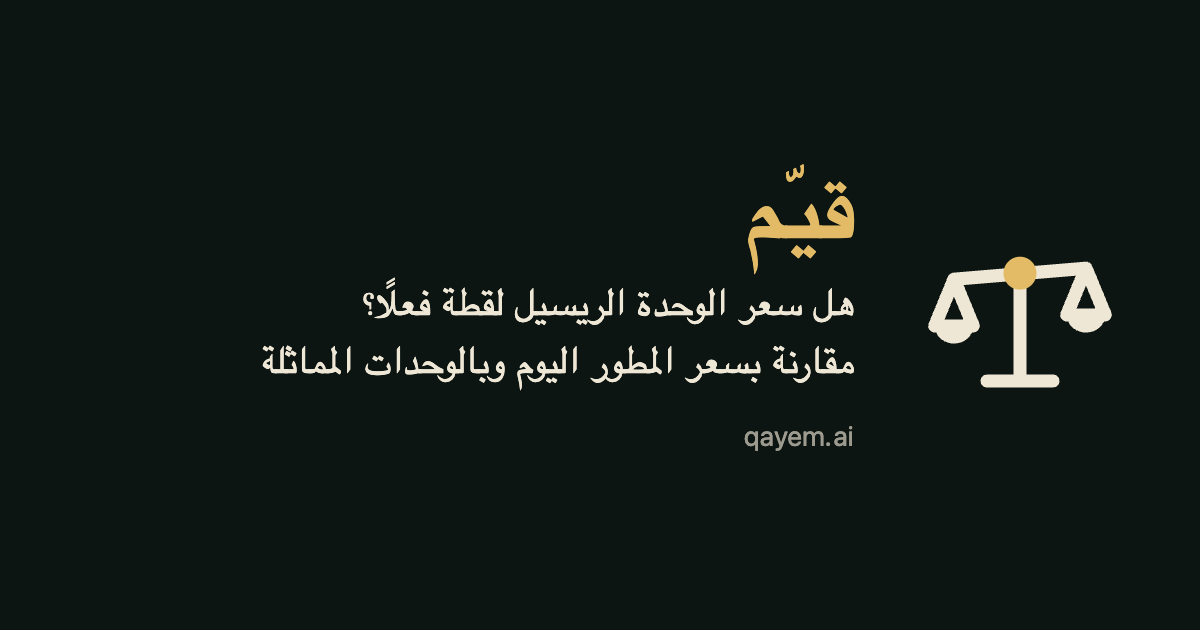 قيّم
هل سعر الوحدة الريسيل لقطة فعلًا؟
مقارنة بسعر المطور اليوم وبالوحدات المماثلة
qayem.ai